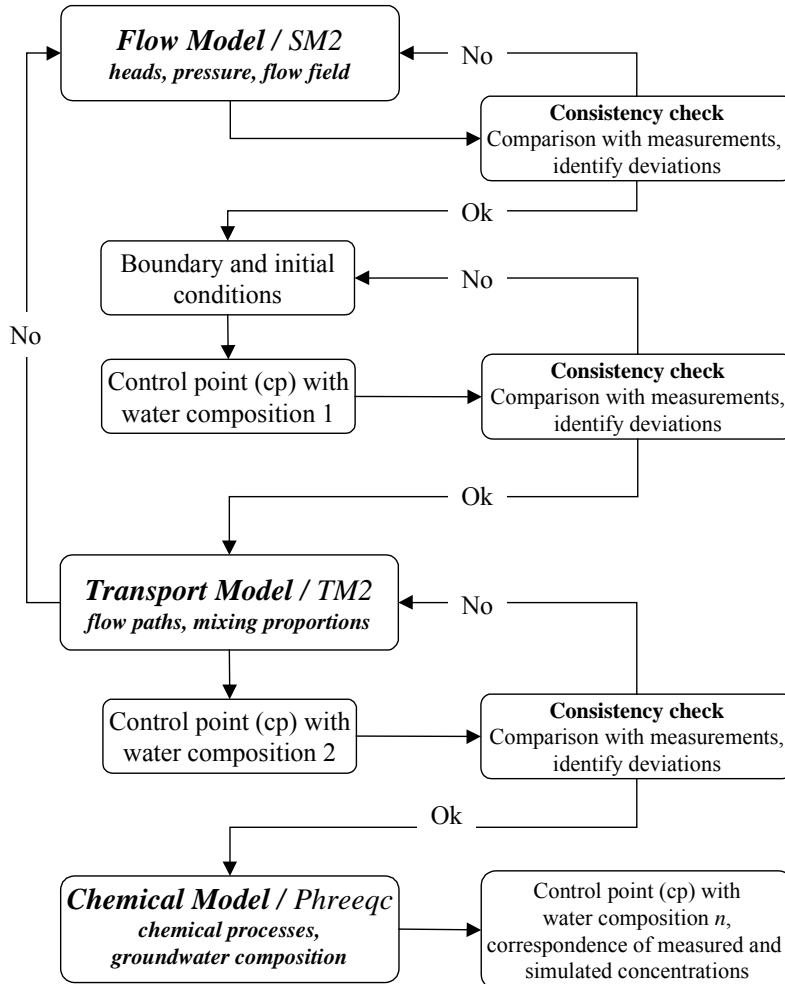 Flow Model / SM2
heads, pressure, flow field
No
Consistency check
Comparison with measurements,
identify deviations
Ok
Boundary and initial
conditions
No
No
Control point (cp) with
water composition 1
Consistency check
Comparison with measurements,
identify deviations
Ok
Transport Model / TM2
flow paths, mixing proportions
No
Control point (cp) with
water composition 2
Consistency check
Comparison with measurements,
identify deviations
Ok
Chemical Model / Phreeqc
chemical processes,
groundwater composition
Control point (cp) with
water composition n,
correspondence of measured and
simulated concentrations